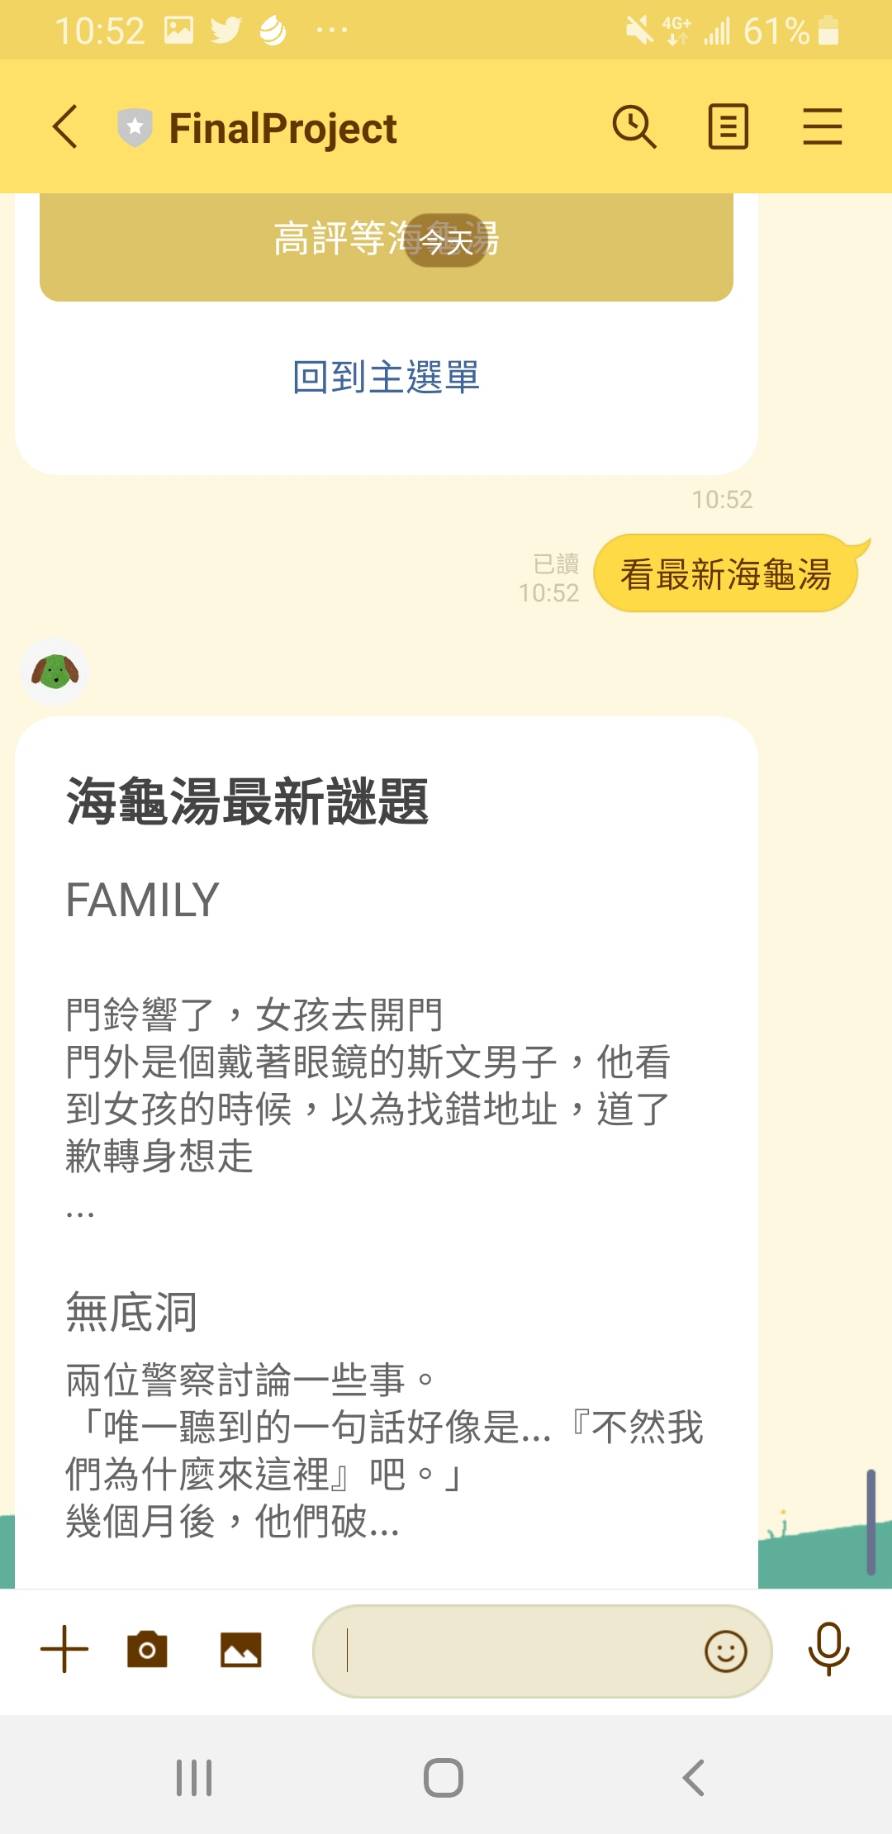 10:52
4G+
61%
FinalProject
高評等海龜湯
今天
回到主選單
10:52
已讀
10:52
看最新海龜湯
海龜湯最新謎題
FAMILY
門鈴響了，女孩去開門
門外是個戴著眼鏡的斯文男子，他看
到女孩的時候，以為找錯地址，道了
歉轉身想走
...
無底洞
兩位警察討論一些事。
「唯一聽到的一句話好像是...『不然我
們為什麼來這裡』吧。」
幾個月後，他們破...